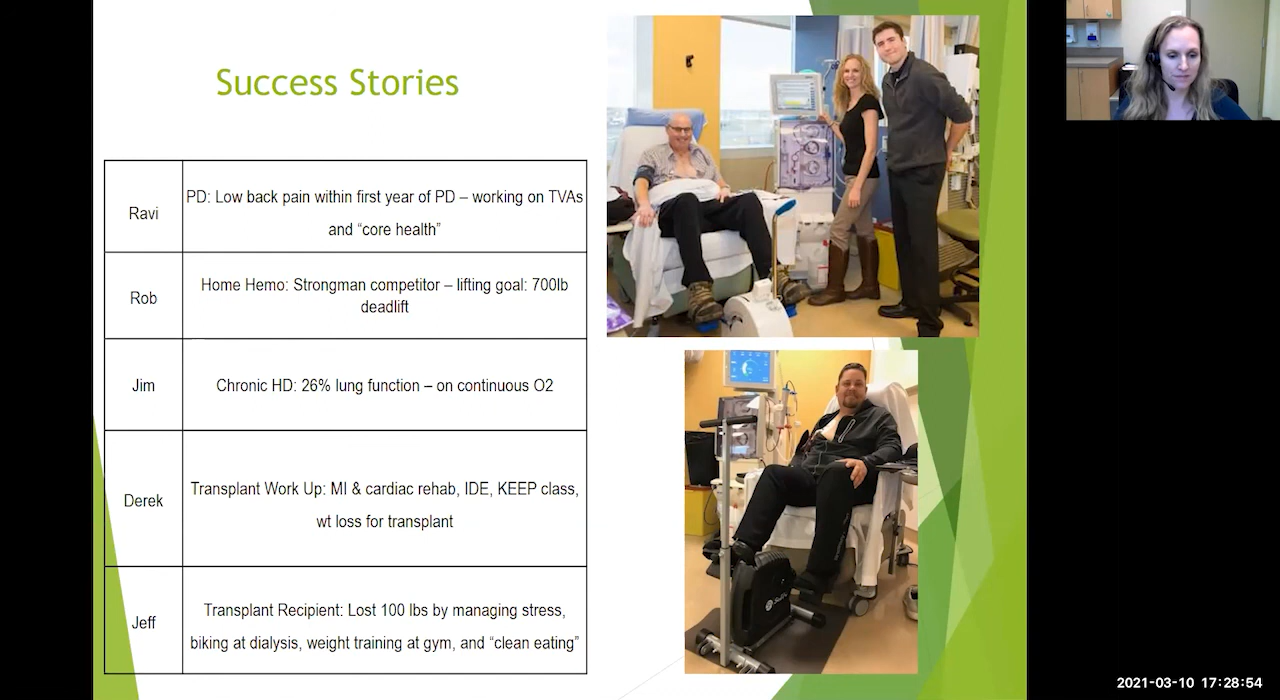 Success Stories
Ravi
PD: Low back pain within first year of PD – working on TVAs
and “core health”
Rob
Home Hemo: Strongman competitor – lifting goal: 700lb
deadlift
Jim
Chronic HD: 26% lung function – on continuous O2
Derek
Transplant Work Up: MI & cardiac rehab, IDE, KEEP class,
wt loss for transplant
Jeff
Transplant Recipient: Lost 100 lbs by managing stress,
biking at dialysis, weight training at gym, and “clean eating”
2021-03-10 17:28:54